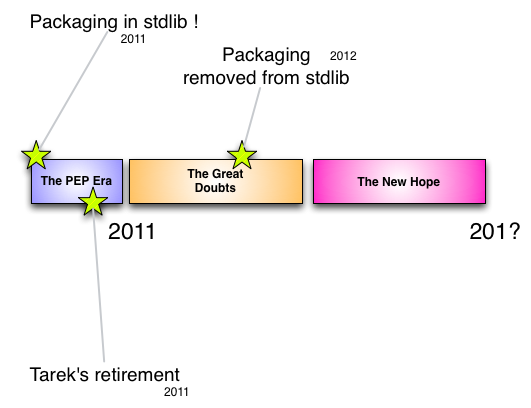 Packaging in stdlib !
2011
Packaging 2012
removed from stdlib
The PEP Era
The Great
Doubts
The New Hope
2011
201?
Tarek's retirement
2011